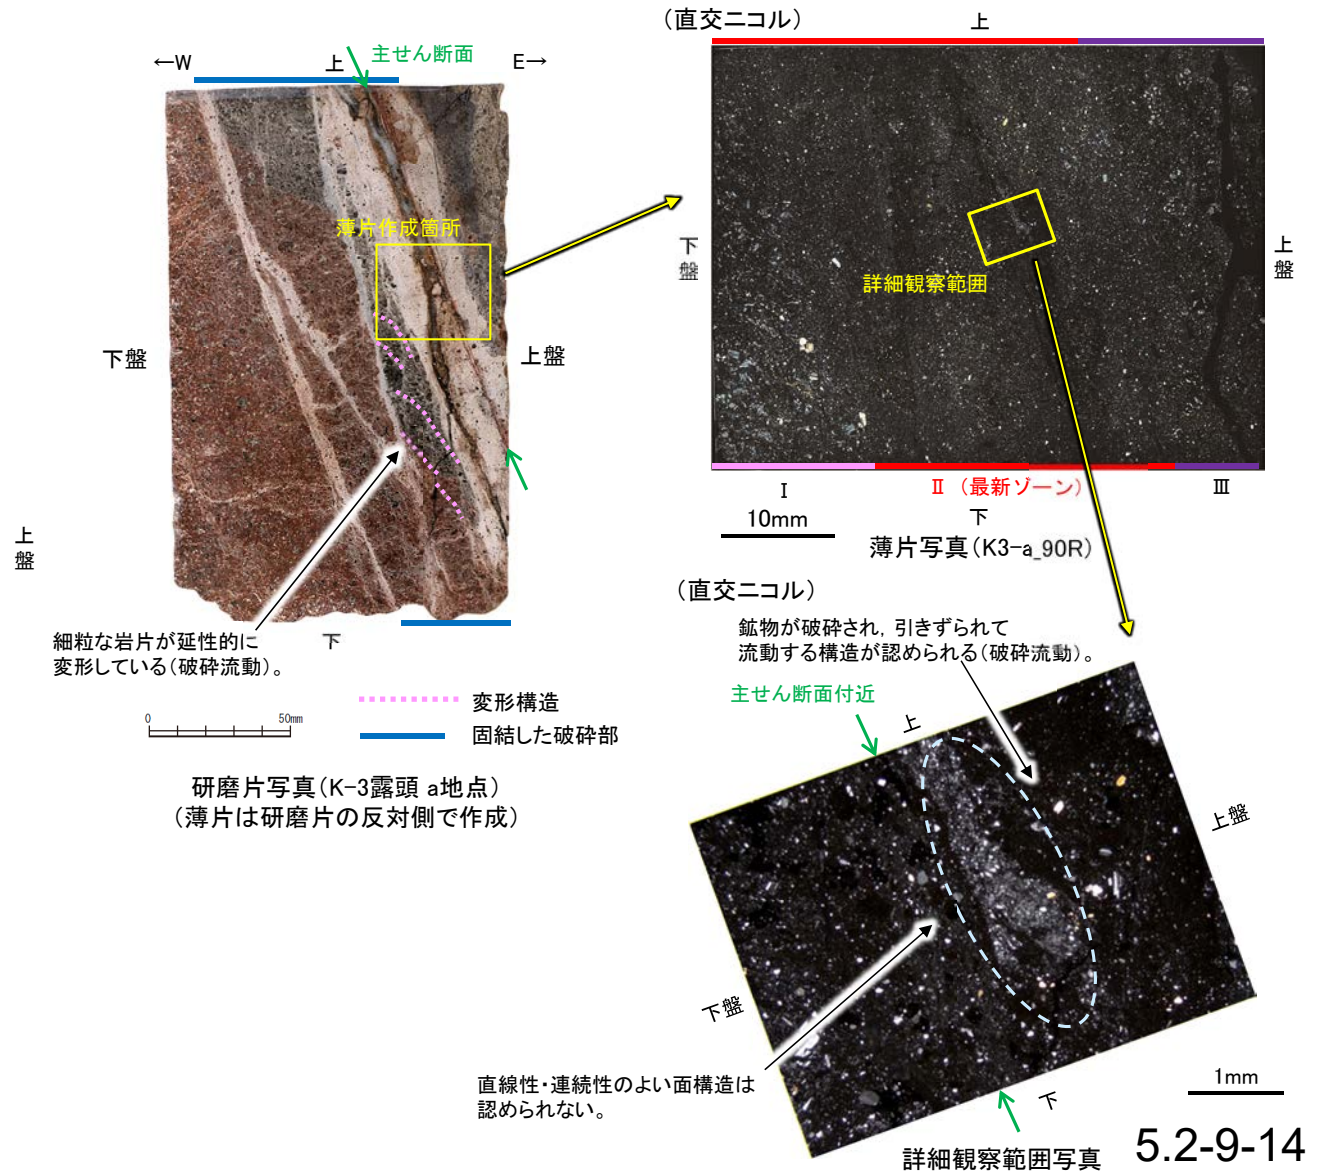 ←W
上
主せん断面
E→
薄片作成箇所
下盤
上盤
上
盤
細粒な岩片が延性的に
変形している(破砕流動)。
下
変形構造
固結した破砕部
0
50mm
研磨片写真(K-3露頭 a地点)
(薄片は研磨片の反対側で作成)
(直交ニコル)
上
下
盤
上
盤
詳細観察範囲
Ⅰ
Ⅱ (最新ゾーン)
Ⅲ
10mm
下
薄片写真(K3-a_90R)
(直交ニコル)
鉱物が破砕され, 引きずられて
流動する構造が認められる(破砕流動)。
主せん断面付近
上
上盤
下盤
直線性・連続性のよい面構造は
認められない。
下
1mm
詳細観察範囲写真
5.2-9-14